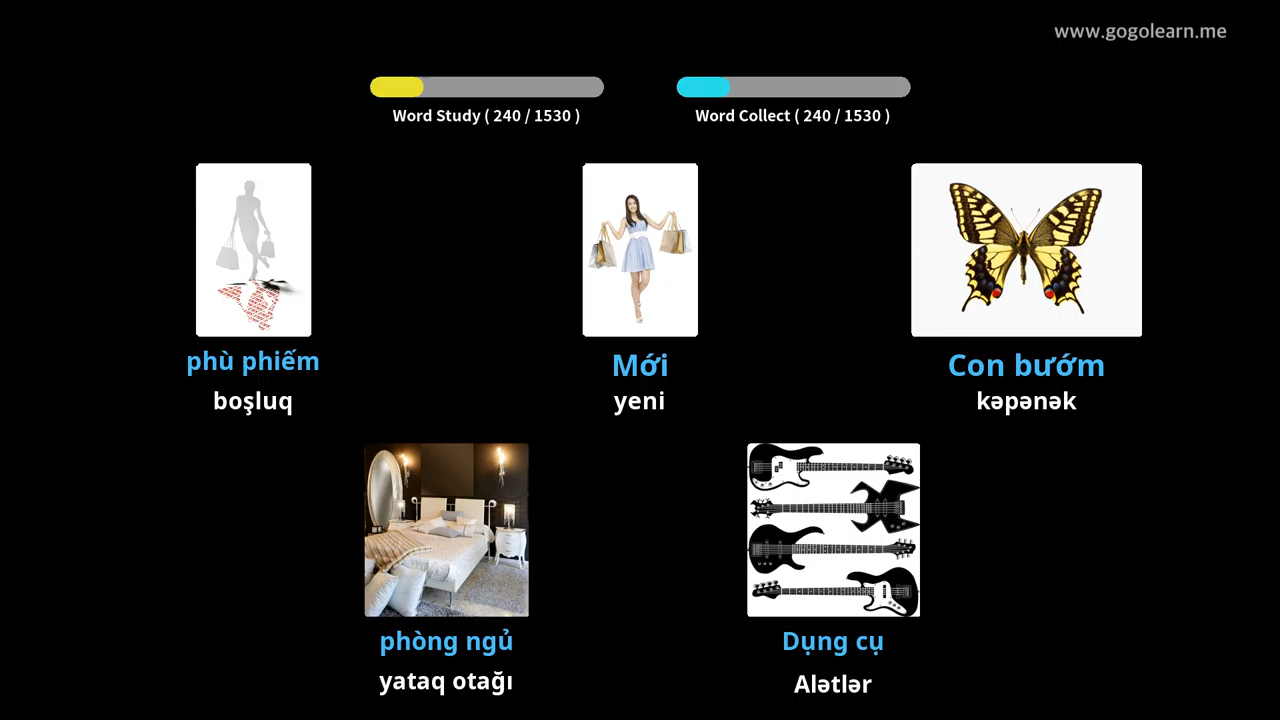 www.gogolearn.me
Word Study ( 240 / 1530 )
Word Collect ( 240 / 1530 )
phù phiếm
boşluq
Mới
yeni
Con bướm
kəpənək
phòng ngủ
yataq otağı
Dụng cụ
Alətlər